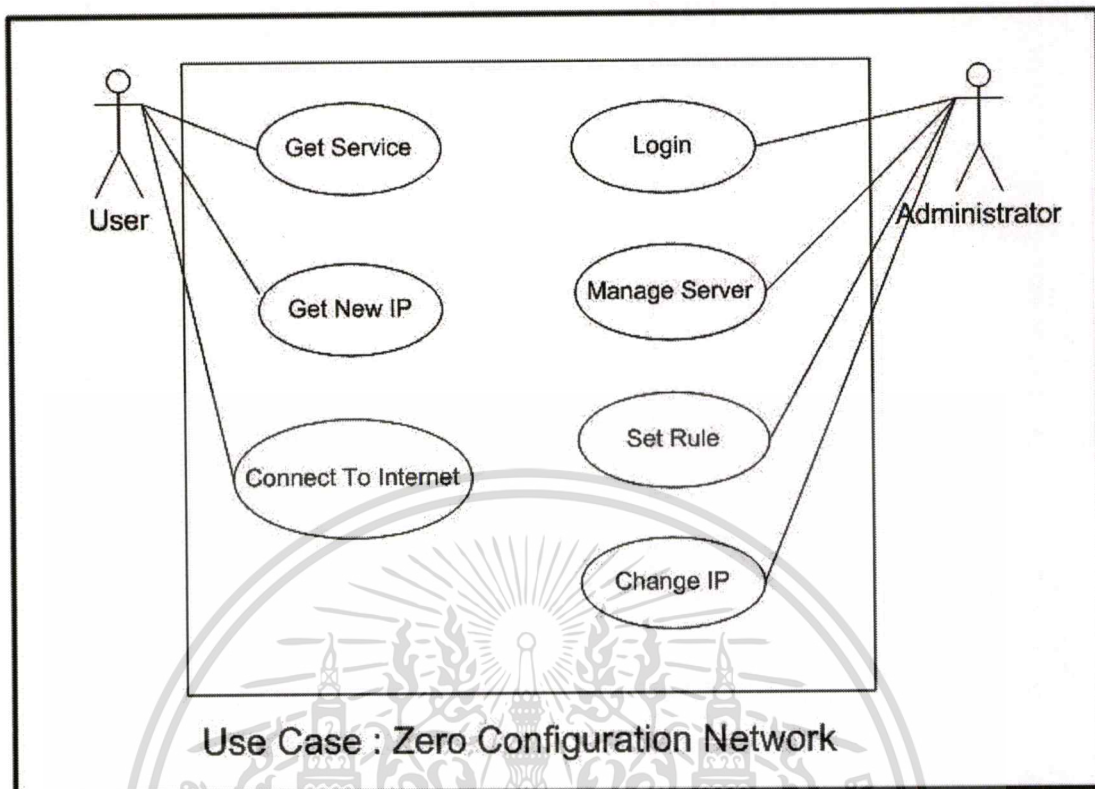 User
Get Service
Get New IP
Connect To Internet
Login
Manage Server
Set Rule
Change IP
Administrator
Use Case : Zero Configuration Network